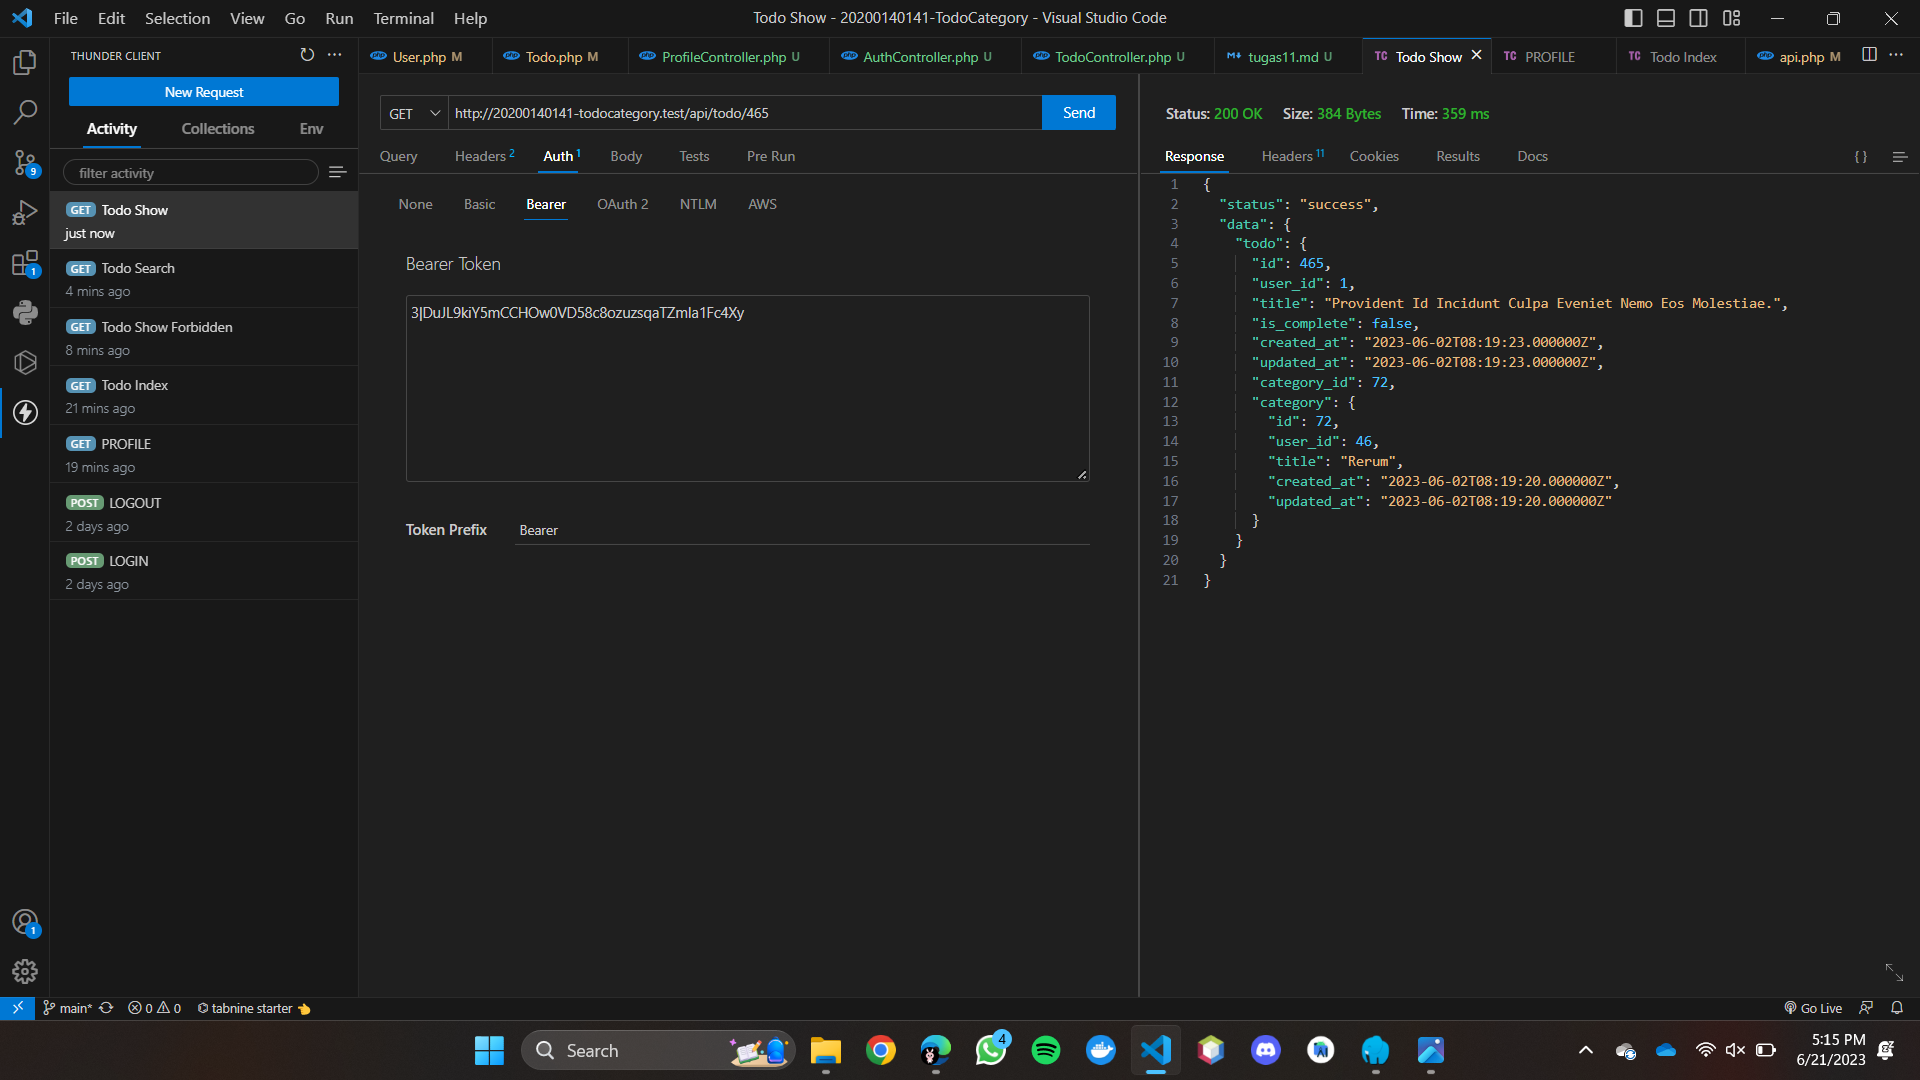 File Edit Selection View Go Run Terminal Help
Todo Show - 20200140141-TodoCategory - Visual Studio Code
THUNDER CLIENT
New Request
Activity Collections Env
filter activity
GET Todo Show
just now
GET Todo Search
4 mins ago
GET Todo Show Forbidden
8 mins ago
GET Todo Index
21 mins ago
GET PROFILE
19 mins ago
POST LOGOUT
2 days ago
POST LOGIN
2 days ago
9
1
1
User.php M
Todo.php M
ProfileController.php U
AuthController.php U
TodoController.php U
tugas11.md U
TC Todo Show
TC PROFILE
TC Todo Index
api.php M
GET http://20200140141-todocategory.test/api/todo/465 Send
Query Headers 2 Auth 1 Body Tests Pre Run
None Basic Bearer OAuth 2 NTLM AWS
Bearer Token
3|DuJL9kiY5mCCHOw0VD58c8ozuzsqaTZmIa1Fc4Xy
Token Prefix Bearer
Status: 200 OK Size: 384 Bytes Time: 359 ms
Response Headers 11 Cookies Results Docs { }
1 {
2 "status": "success",
3 "data": {
4 "todo": {
5 "id": 465,
6 "user_id": 1,
7 "title": "Provident Id Incidunt Culpa Eveniet Nemo Eos Molestiae.",
8 "is_complete": false,
9 "created_at": "2023-06-02T08:19:23.000000Z",
10 "updated_at": "2023-06-02T08:19:23.000000Z",
11 "category_id": 72,
12 "category": {
13 "id": 72,
14 "user_id": 46,
15 "title": "Rerum",
16 "created_at": "2023-06-02T08:19:20.000000Z",
17 "updated_at": "2023-06-02T08:19:20.000000Z"
18 }
19 }
20 }
21 }
main* 0 0 tabnine starter
Go Live
Search
4
5:15 PM
6/21/2023